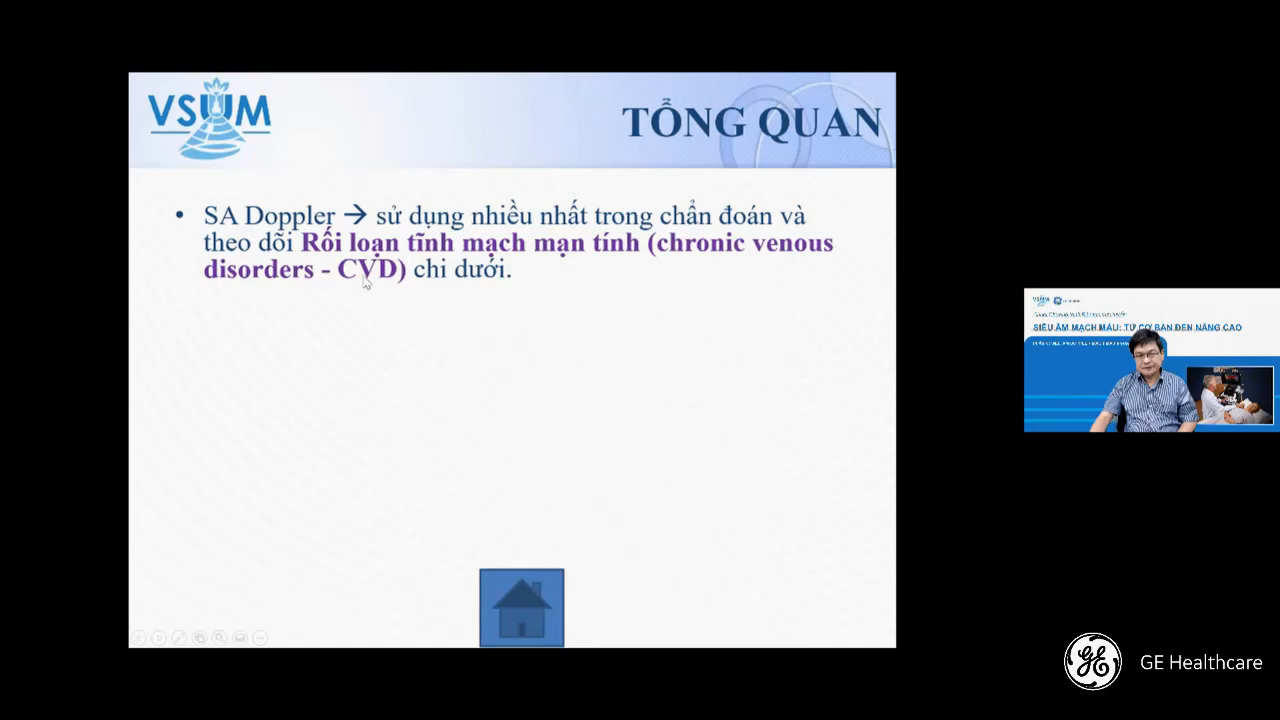 VSUM
TỔNG QUAN
• SA Doppler → sử dụng nhiều nhất trong chẩn đoán và
theo dõi Rối loạn tĩnh mạch mạn tính (chronic venous
disorders - CVD) chi dưới.
VSUM
SIÊU ÂM MẠCH MÁU: TỪ CƠ BẢN ĐẾN NÂNG CAO
GE Healthcare